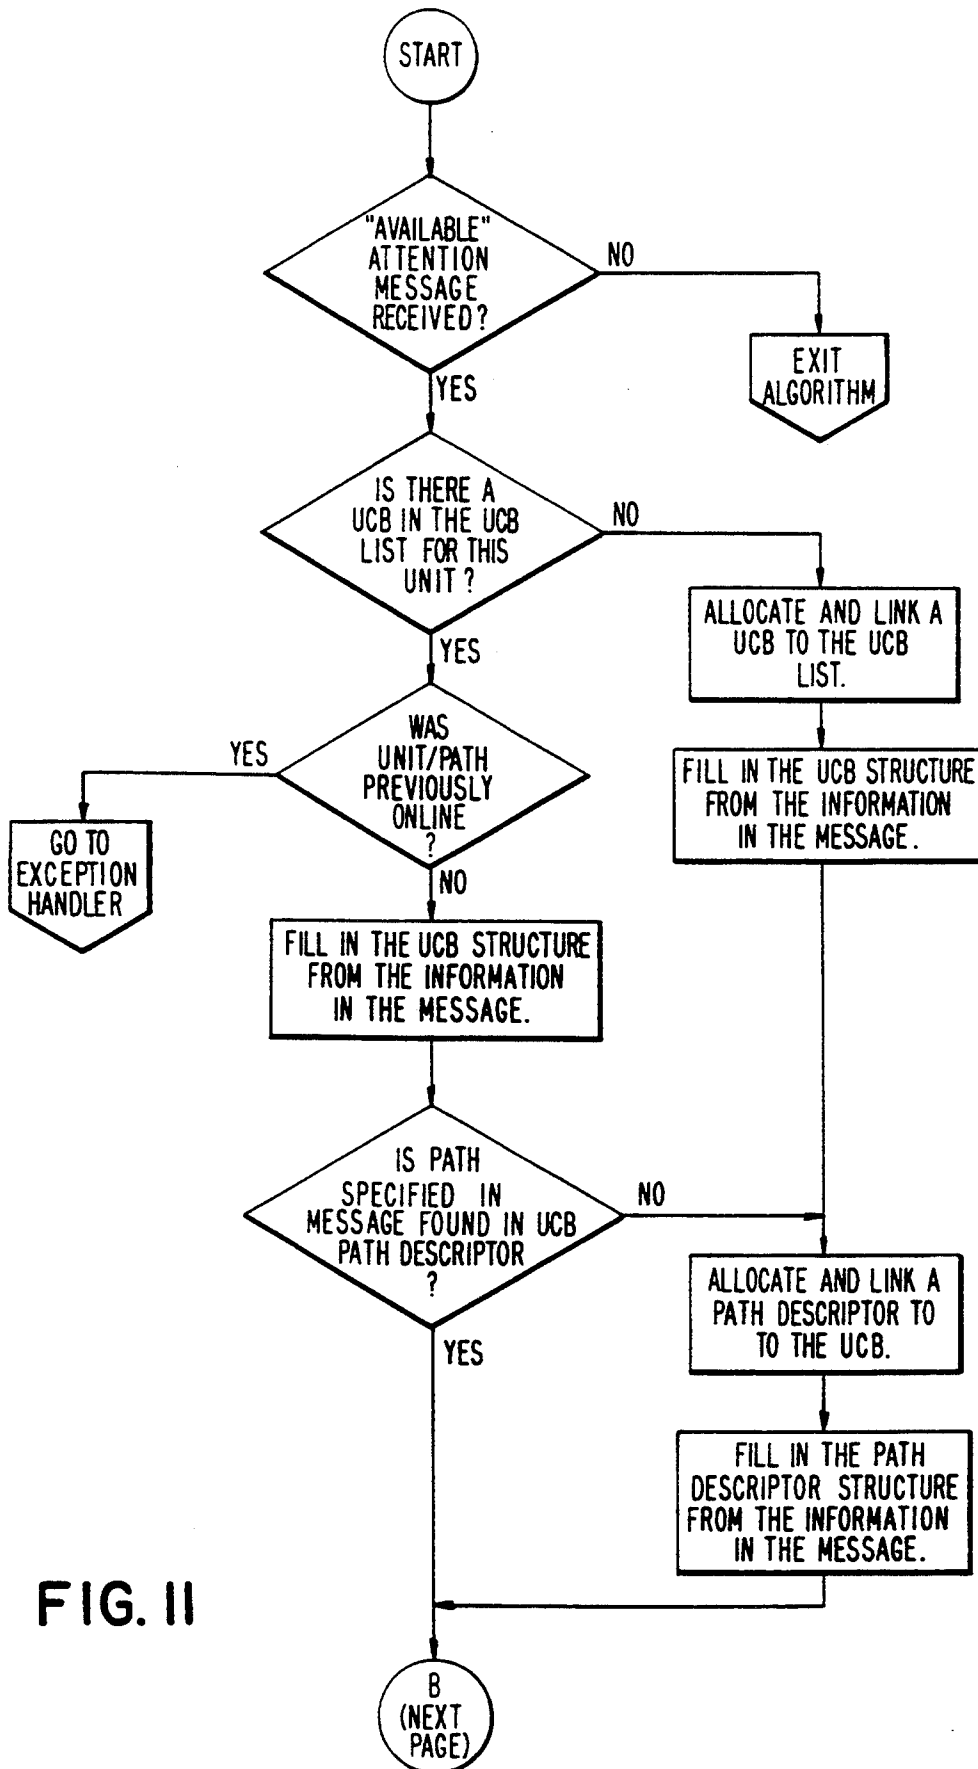 START
"AVAILABLE"
ATTENTION
MESSAGE
RECEIVED?
NO
EXIT
ALGORITHM
YES
IS THERE A
UCB IN THE UCB
LIST FOR THIS
UNIT?
NO
ALLOCATE AND LINK A
UCB TO THE UCB
LIST.
YES
WAS
UNIT/PATH
PREVIOUSLY
ONLINE
?
YES
GO TO
EXCEPTION
HANDLER
FILL IN THE UCB STRUCTURE
FROM THE INFORMATION
IN THE MESSAGE.
NO
FILL IN THE UCB STRUCTURE
FROM THE INFORMATION
IN THE MESSAGE.
IS PATH
SPECIFIED IN
MESSAGE FOUND IN UCB
PATH DESCRIPTOR
?
NO
ALLOCATE AND LINK A
PATH DESCRIPTOR TO
TO THE UCB.
YES
FILL IN THE PATH
DESCRIPTOR STRUCTURE
FROM THE INFORMATION
IN THE MESSAGE.
FIG. 11
B
(NEXT
PAGE)